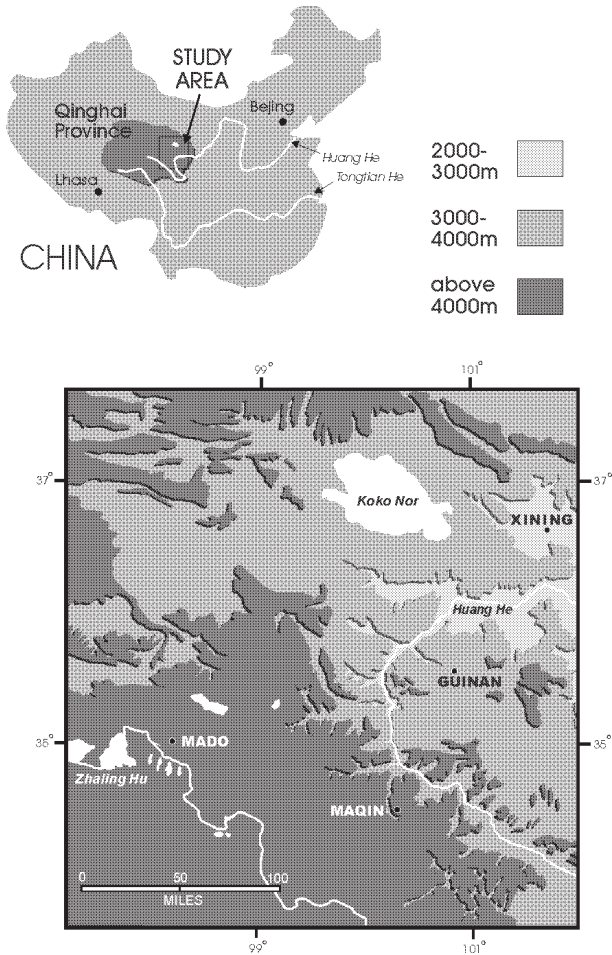 STUDY
AREA
Qinghai
Province
Bejing
Huang He
Tongtian He
Lhasa
CHINA
2000-
3000m
3000-
4000m
above
4000m
99°
101°
37°
37°
Koko Nor
XINING
Huang He
GUINAN
35°
35°
MADO
Zhaling Hu
MAQIN
0
50
100
MILES
99°
101°